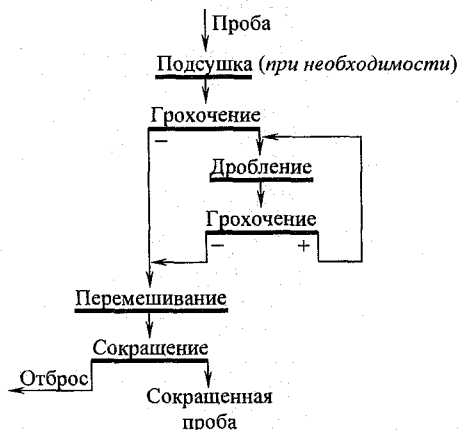 Проба
Подсушка (при необходимости)
Грохочение
−
Дробление
Грохочение
− +
Перемешивание
Сокращение
Отброс
Сокращенная
проба